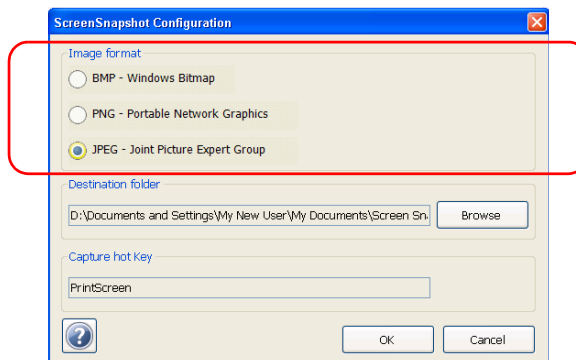 ScreenSnapshot Configuration
Image format
BMP - Windows Bitmap
PNG - Portable Network Graphics
JPEG - Joint Picture Expert Group
Destination folder
D:\Documents and Settings\My New User\My Documents\Screen Sn
Browse
Capture hot Key
PrintScreen
?
OK
Cancel